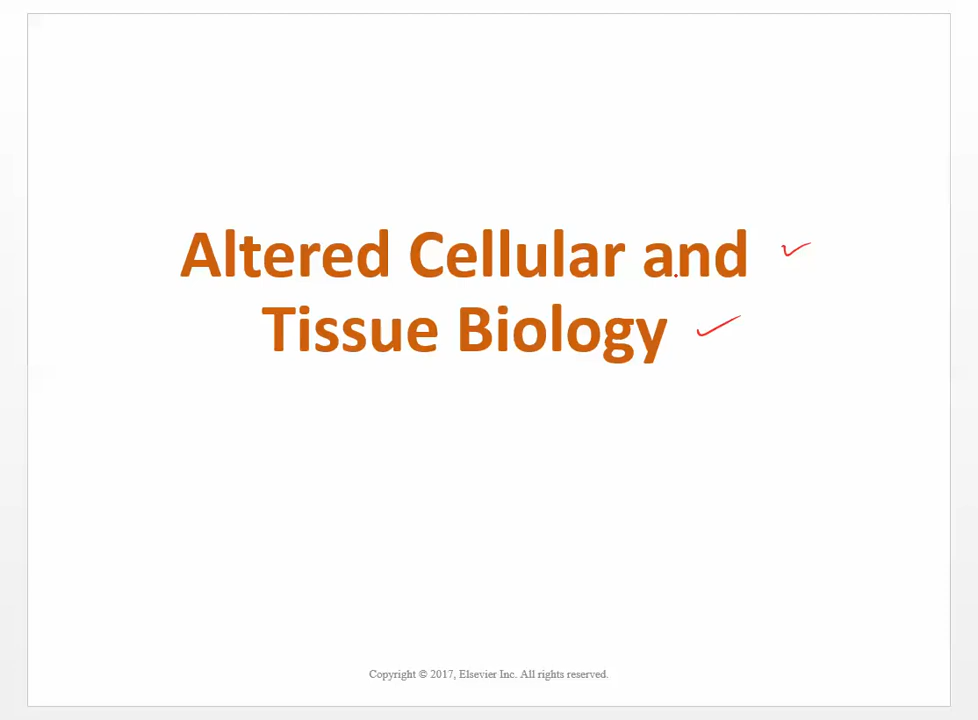 Altered Cellular and
Tissue Biology
Copyright © 2017, Elsevier Inc. All rights reserved.